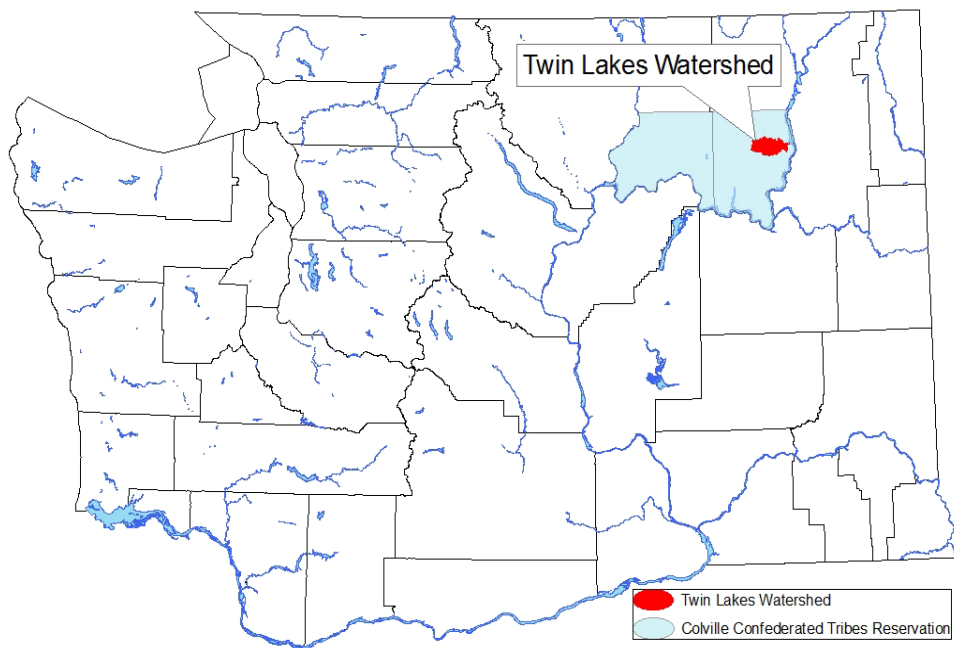 Twin Lakes Watershed
Twin Lakes Watershed
Colville Confederated Tribes Reservation